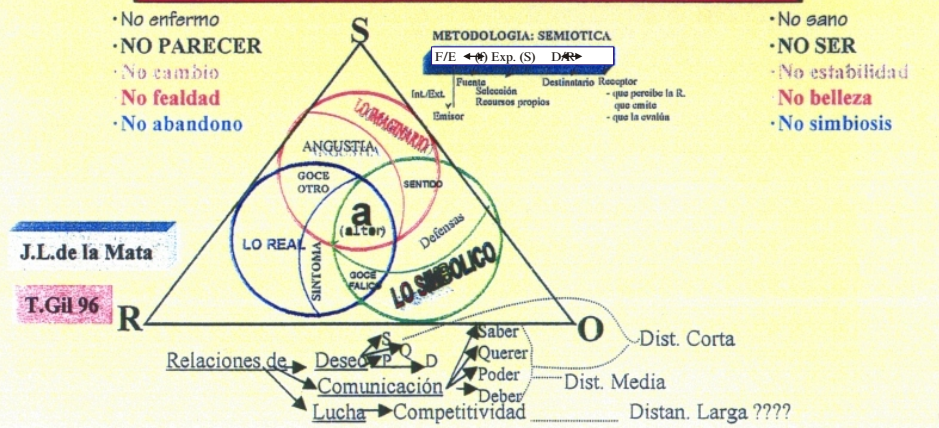 ·No enfermo
·NO PARECER
·No cambio
·No fealdad
·No abandono
S
METODOLOGIA: SEMIOTICA
F/E (r) Exp. (S) D/R
Fuente
Destinatario
Receptor
Int./Ext.
Selección
Recursos propios
- que percibe la R.
que emite
- que la evalúa
Emisor
·No sano
·NO SER
·No estabilidad
·No belleza
·No simbiosis
LO IMAGINARIO
ANGUSTIA
GOCE
OTRO
SENTIDO
a
(alter)
Defensas
LO REAL
SINTOMA
GOCE
FALICO
LO SIMBOLICO
J.L.de la Mata
T.Gil 96
R
O
Relaciones de
Deseo
S
Q
P
D
Comunicación
Saber
Querer
Poder
Deber
Dist. Corta
Dist. Media
Lucha
Competitividad
Distan. Larga ????